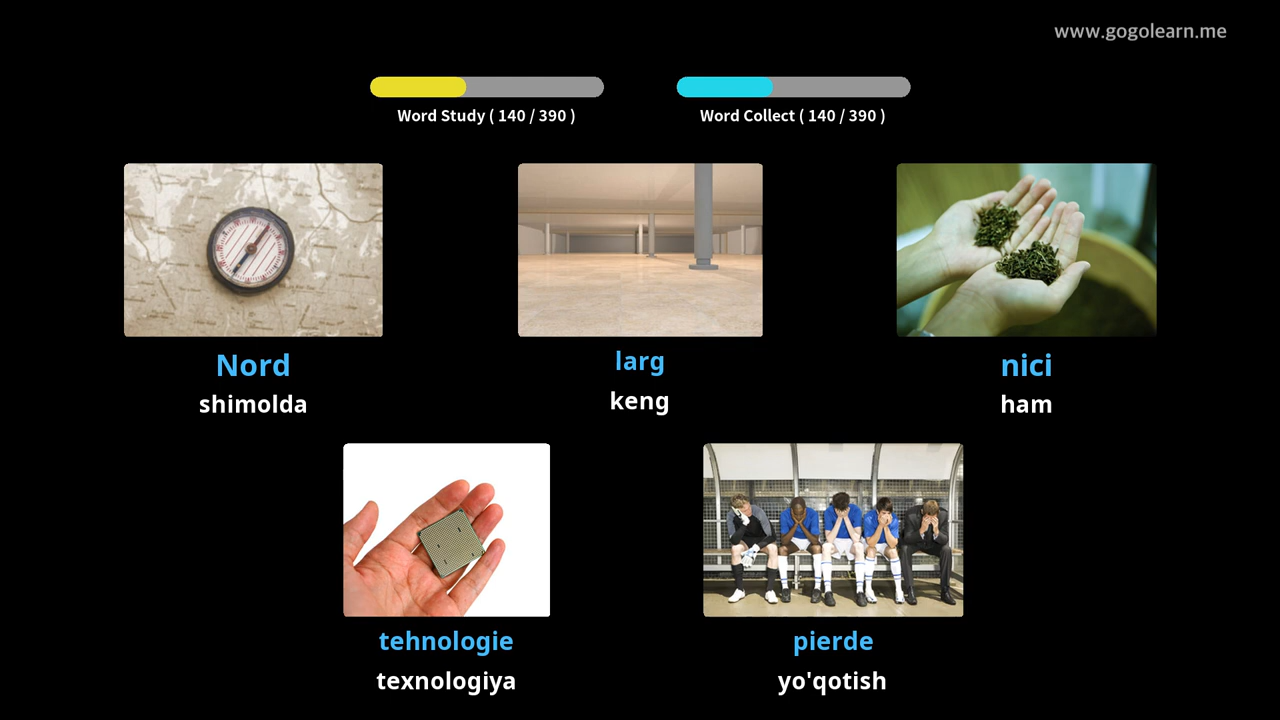 www.gogolearn.me
Word Study ( 140 / 390 )
Word Collect ( 140 / 390 )
Nord
shimolda
larg
keng
nici
ham
tehnologie
texnologiya
pierde
yo'qotish